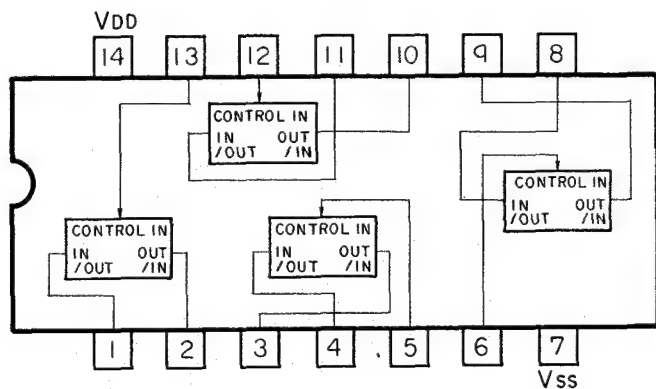 VDD
14 13 12 11 10 9 8
CONTROL IN
IN OUT
/OUT /IN
CONTROL IN
IN OUT
/OUT /IN
CONTROL IN
IN OUT
/OUT /IN
CONTROL IN
IN OUT
/OUT /IN
1 2 3 4 5 6 7
VSS